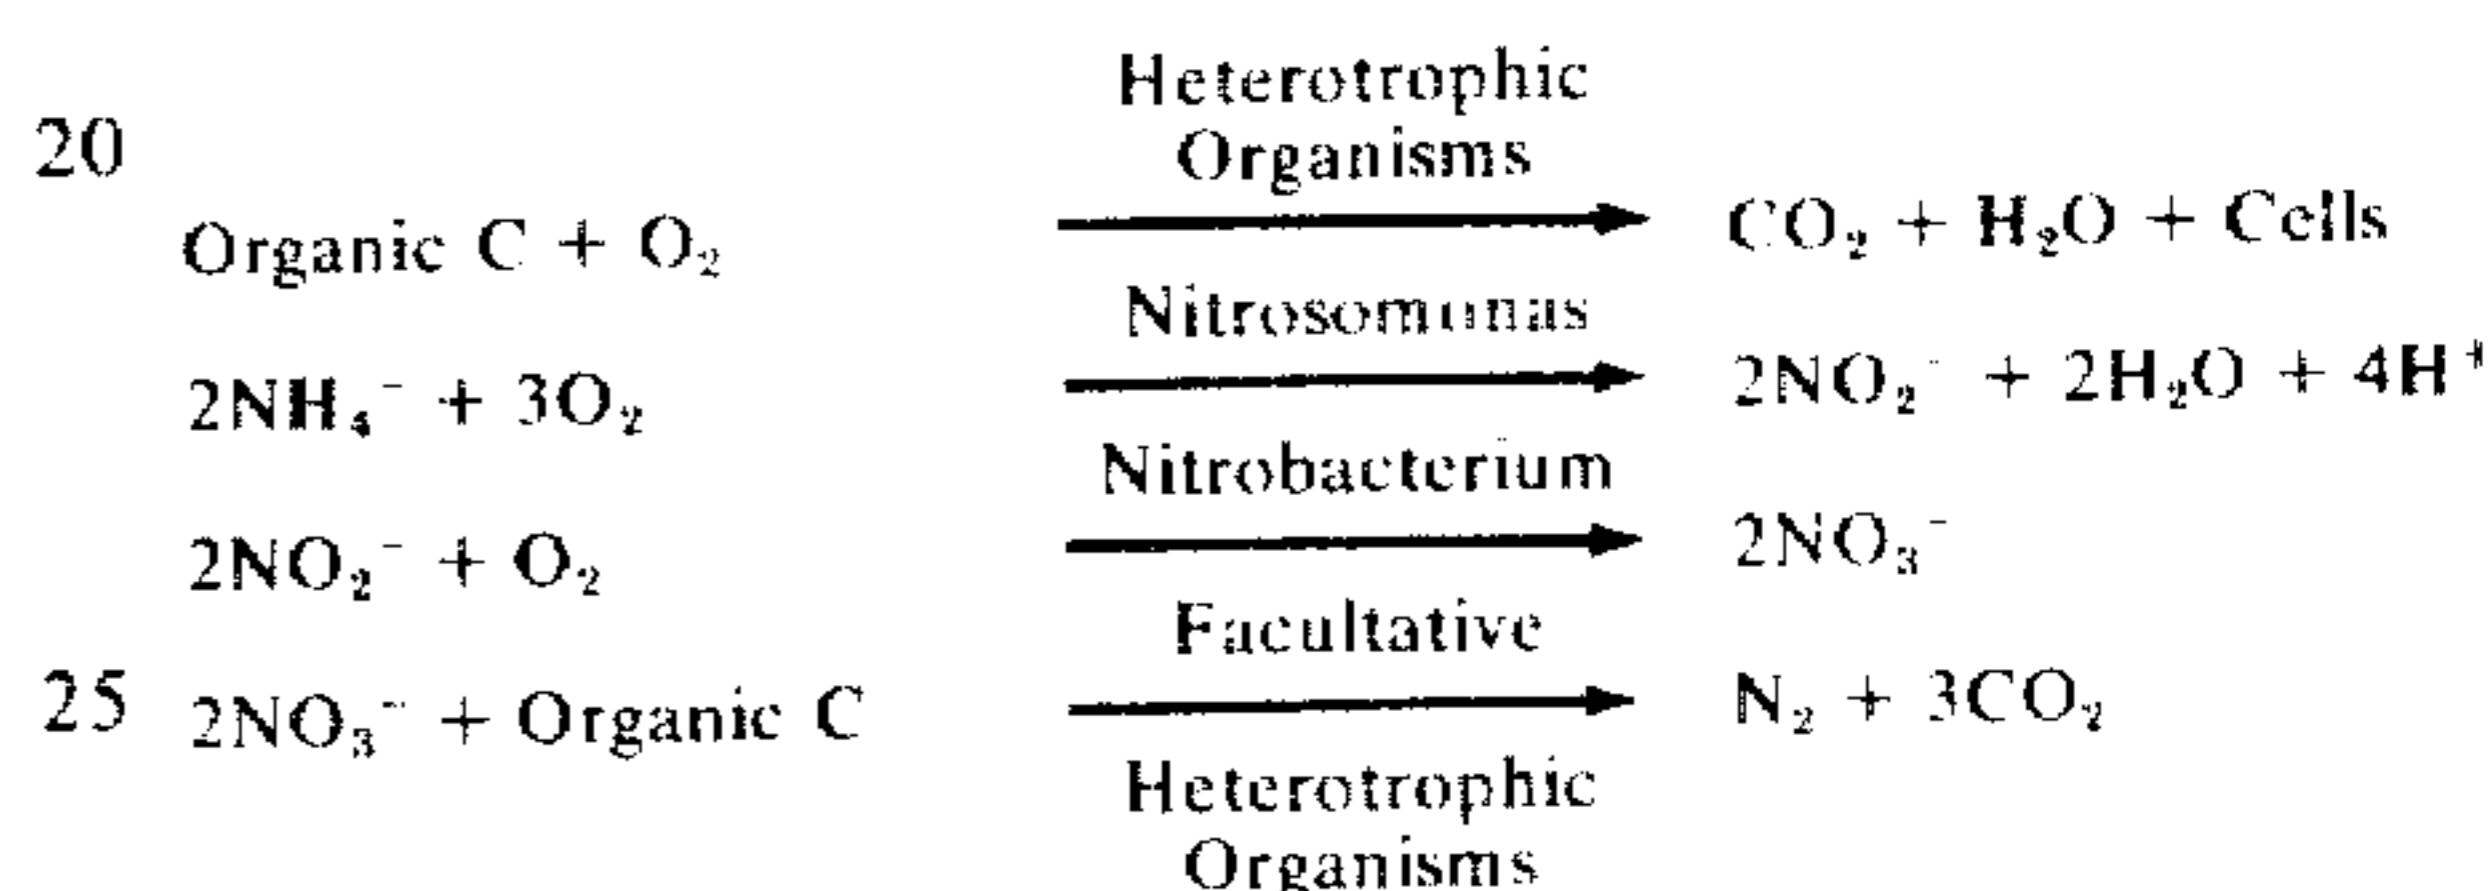 Heterotrophic
Organisms
20
Organic C + O₂ ⟶ CO₂ + H₂O + Cells
Nitrosomonas
2NH₄⁻ + 3O₂ ⟶ 2NO₂⁻ + 2H₂O + 4H⁺
Nitrobacterium
2NO₂⁻ + O₂ ⟶ 2NO₃⁻
Facultative
25 2NO₃⁻ + Organic C ⟶ N₂ + 3CO₂
Heterotrophic
Organisms